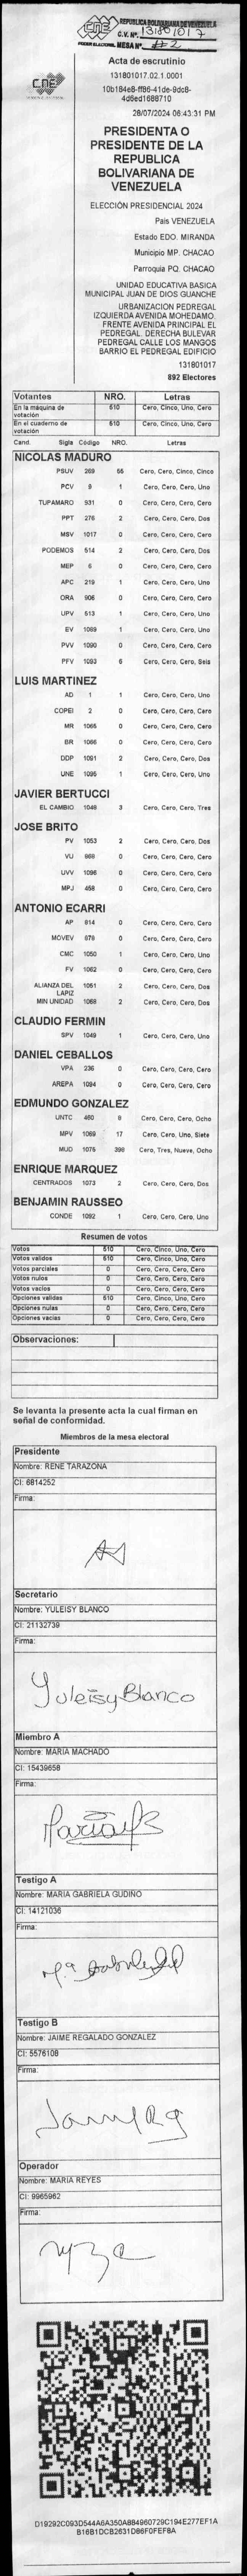 CNE
REPUBLICA BOLIVARIANA DE VENEZUELA
C.V. Nº. 131801017
PODER ELECTORAL MESA Nº. #2
CNE
Acta de escrutinio
131801017.02.1.0001
10b184e8-ff86-41de-9dc8-
4d6ed1688710
28/07/2024 06:43:31 PM
PRESIDENTA O
PRESIDENTE DE LA
REPUBLICA
BOLIVARIANA DE
VENEZUELA
ELECCIÓN PRESIDENCIAL 2024
Pais VENEZUELA
Estado EDO. MIRANDA
Municipio MP. CHACAO
Parroquia PQ. CHACAO
UNIDAD EDUCATIVA BASICA
MUNICIPAL JUAN DE DIOS GUANCHE
URBANIZACION PEDREGAL
IZQUIERDA AVENIDA MOHEDAMO.
FRENTE AVENIDA PRINCIPAL EL
PEDREGAL. DERECHA BULEVAR
PEDREGAL CALLE LOS MANGOS
BARRIO EL PEDREGAL EDIFICIO
131801017
892 Electores
Votantes NRO. Letras
En la máquina de votación 510 Cero, Cinco, Uno, Cero
En el cuaderno de votación 510 Cero, Cinco, Uno, Cero
Cand. Sigla Código NRO. Letras
NICOLAS MADURO
PSUV 269 55 Cero, Cero, Cinco, Cinco
PCV 9 1 Cero, Cero, Cero, Uno
TUPAMARO 931 0 Cero, Cero, Cero, Cero
PPT 276 2 Cero, Cero, Cero, Dos
MSV 1017 0 Cero, Cero, Cero, Cero
PODEMOS 514 2 Cero, Cero, Cero, Dos
MEP 6 0 Cero, Cero, Cero, Cero
APC 219 1 Cero, Cero, Cero, Uno
ORA 906 0 Cero, Cero, Cero, Cero
UPV 513 1 Cero, Cero, Cero, Uno
EV 1089 1 Cero, Cero, Cero, Uno
PVV 1090 0 Cero, Cero, Cero, Cero
PFV 1093 6 Cero, Cero, Cero, Seis
LUIS MARTINEZ
AD 1 1 Cero, Cero, Cero, Uno
COPEI 2 0 Cero, Cero, Cero, Cero
MR 1065 0 Cero, Cero, Cero, Cero
BR 1066 0 Cero, Cero, Cero, Cero
DDP 1091 2 Cero, Cero, Cero, Dos
UNE 1095 1 Cero, Cero, Cero, Uno
JAVIER BERTUCCI
EL CAMBIO 1048 3 Cero, Cero, Cero, Tres
JOSE BRITO
PV 1053 2 Cero, Cero, Cero, Dos
VU 868 0 Cero, Cero, Cero, Cero
UVV 1096 0 Cero, Cero, Cero, Cero
MPJ 458 0 Cero, Cero, Cero, Cero
ANTONIO ECARRI
AP 814 0 Cero, Cero, Cero, Cero
MOVEV 879 0 Cero, Cero, Cero, Cero
CMC 1050 1 Cero, Cero, Cero, Uno
FV 1062 0 Cero, Cero, Cero, Cero
ALIANZA DEL LAPIZ 1051 2 Cero, Cero, Cero, Dos
MIN UNIDAD 1068 2 Cero, Cero, Cero, Dos
CLAUDIO FERMIN
SPV 1049 1 Cero, Cero, Cero, Uno
DANIEL CEBALLOS
VPA 236 0 Cero, Cero, Cero, Cero
AREPA 1094 0 Cero, Cero, Cero, Cero
EDMUNDO GONZALEZ
UNTC 460 8 Cero, Cero, Cero, Ocho
MPV 1069 17 Cero, Cero, Uno, Siete
MUD 1075 398 Cero, Tres, Nueve, Ocho
ENRIQUE MARQUEZ
CENTRADOS 1073 2 Cero, Cero, Cero, Dos
BENJAMIN RAUSSEO
CONDE 1092 1 Cero, Cero, Cero, Uno
Resumen de votos
Votos 510 Cero, Cinco, Uno, Cero
Votos validos 510 Cero, Cinco, Uno, Cero
Votos parciales 0 Cero, Cero, Cero, Cero
Votos nulos 0 Cero, Cero, Cero, Cero
Votos vacios 0 Cero, Cero, Cero, Cero
Opciones validas 510 Cero, Cinco, Uno, Cero
Opciones nulas 0 Cero, Cero, Cero, Cero
Opciones vacias 0 Cero, Cero, Cero, Cero
Observaciones:
Se levanta la presente acta la cual firman en
señal de conformidad.
Miembros de la mesa electoral
Presidente
Nombre: RENE TARAZONA
CI: 6814252
Firma:
Secretario
Nombre: YULEISY BLANCO
CI: 21132739
Firma:
Yuleisy Blanco
Miembro A
Nombre: MARIA MACHADO
CI: 15439658
Firma:
Testigo A
Nombre: MARIA GABRIELA GUDIÑO
CI: 14121036
Firma:
Testigo B
Nombre: JAIME REGALADO GONZALEZ
CI: 5576108
Firma:
Operador
Nombre: MARIA REYES
CI: 9965962
Firma:
D19292C093D544A6A350AB84960729C194E277EF1A
B16B1DCB2631D86F0FEF8A